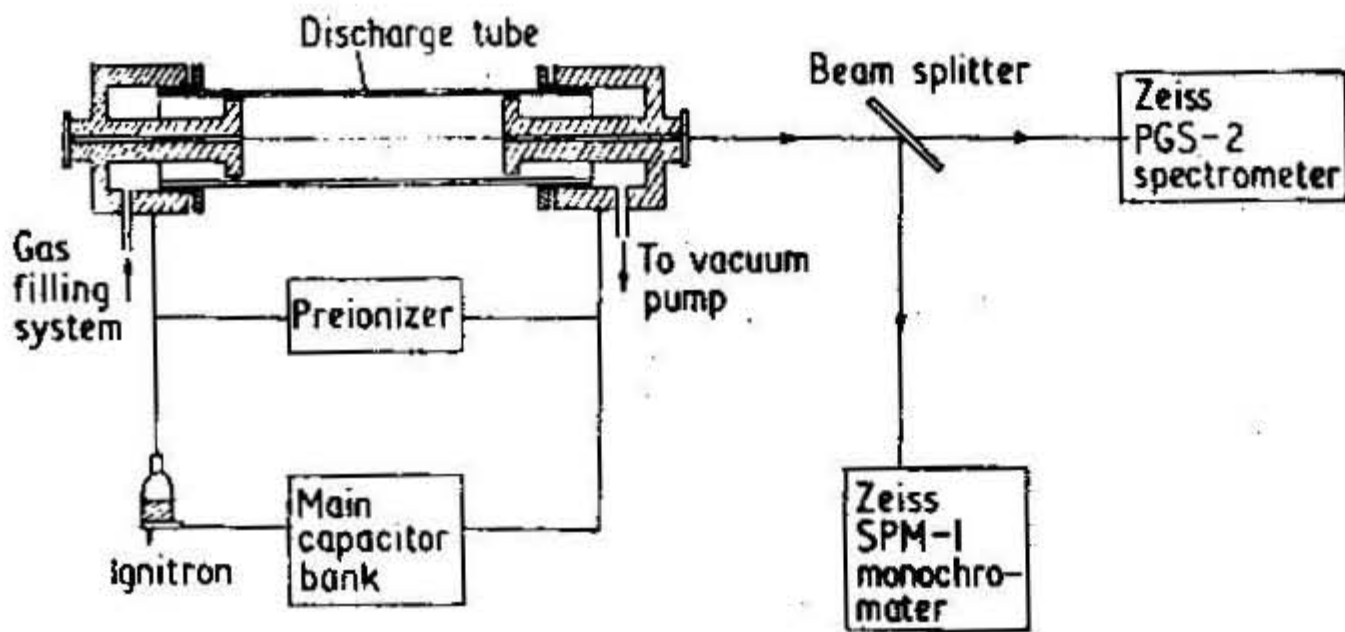 Discharge tube
Beam splitter
Zeiss
PGS-2
spectrometer
Gas
filling
system
To vacuum
pump
Preionizer
Ignitron
Main
capacitor
bank
Zeiss
SPM-1
monochro-
mater